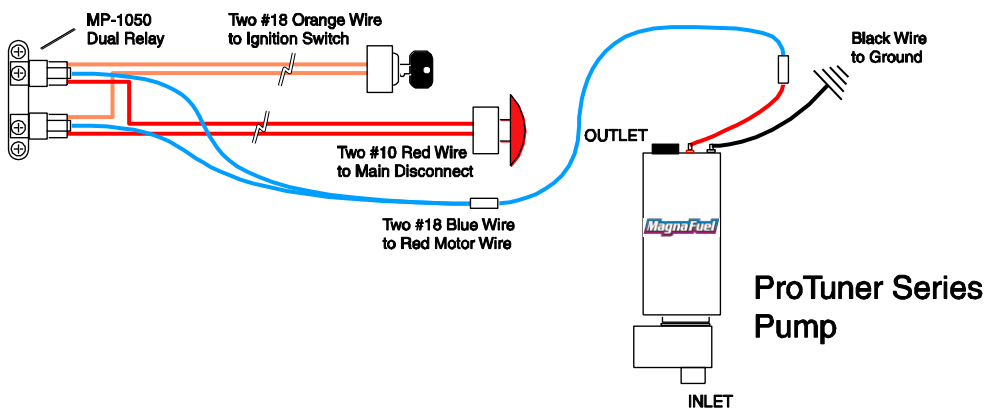 MP-1050
Dual Relay
Two #18 Orange Wire
to Ignition Switch
Black Wire
to Ground
OUTLET
Two #10 Red Wire
to Main Disconnect
Two #18 Blue Wire
to Red Motor Wire
MagnaFuel
ProTuner Series
Pump
INLET